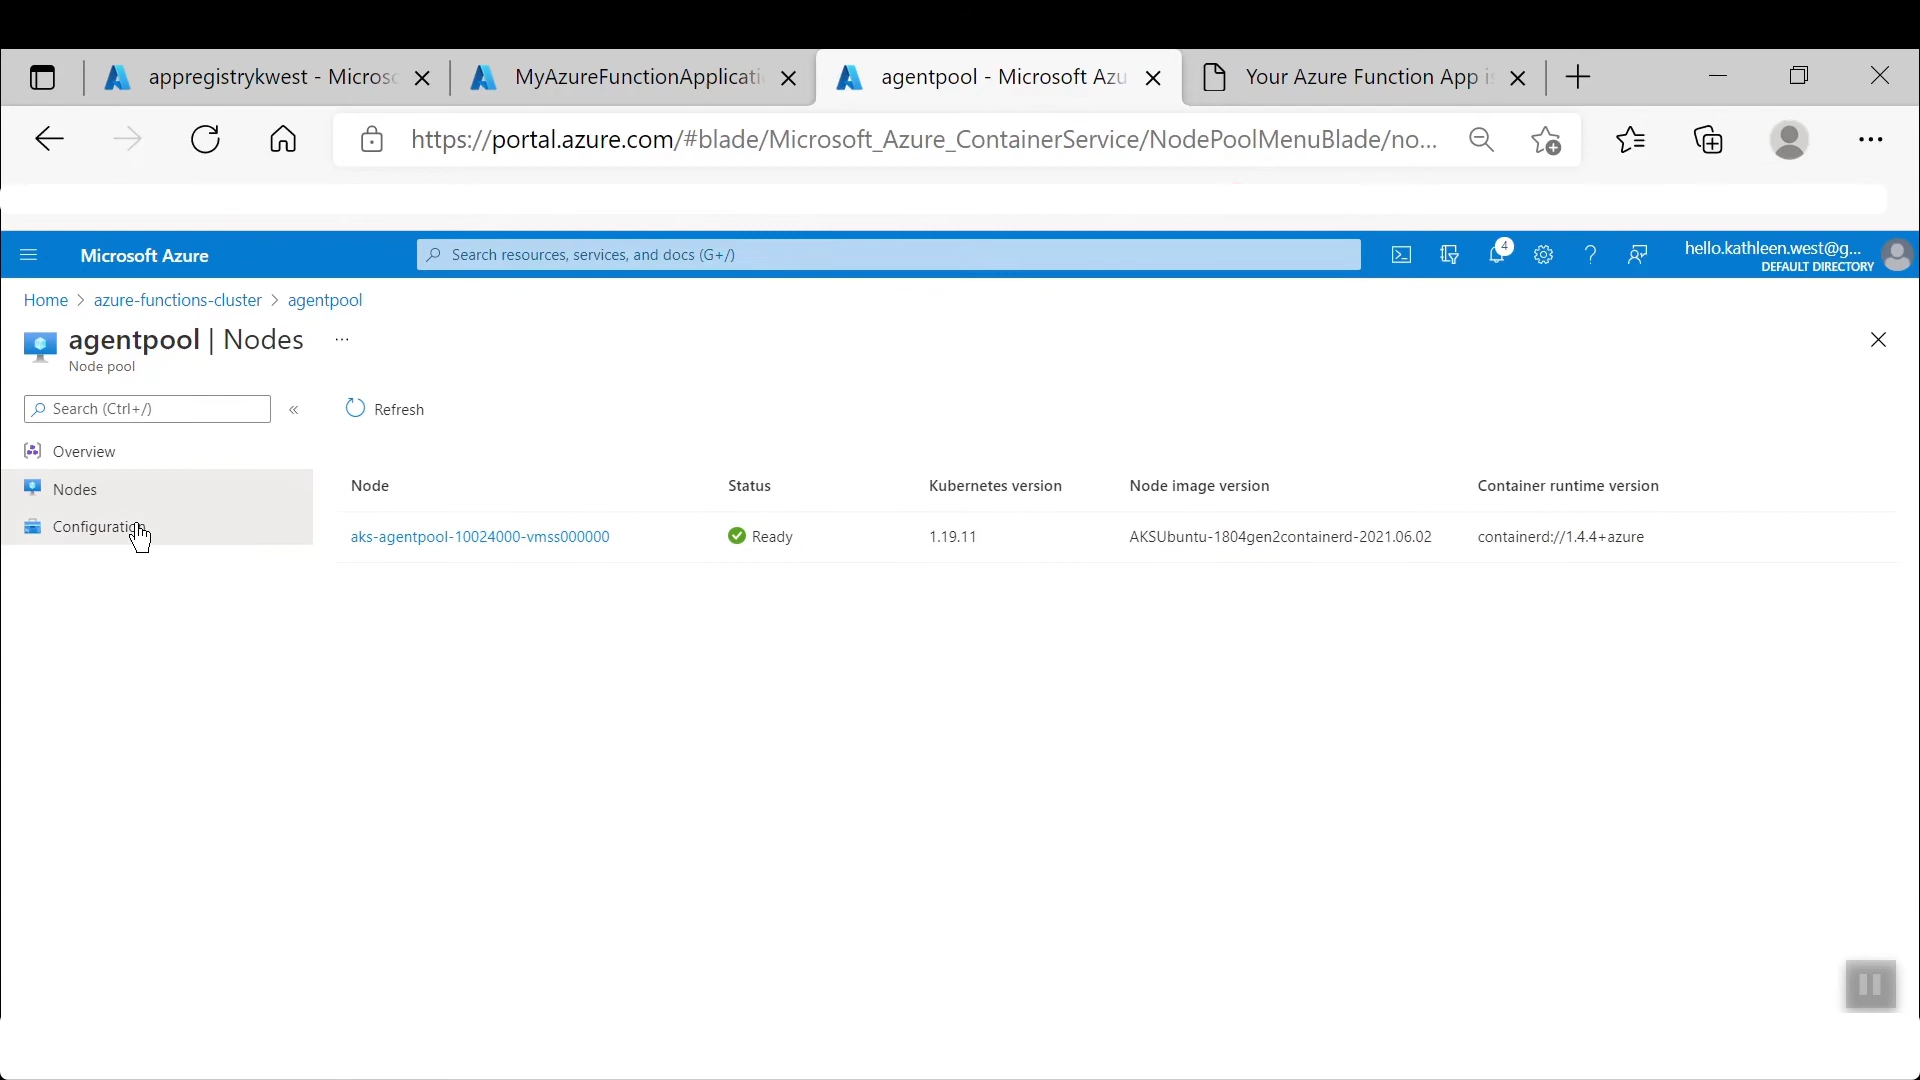 appregistrykwest - Microsc
MyAzureFunctionApplicati
agentpool - Microsoft Azu
Your Azure Function App is
https://portal.azure.com/#blade/Microsoft_Azure_ContainerService/NodePoolMenuBlade/no...
Microsoft Azure
Search resources, services, and docs (G+/)
4
hello.kathleen.west@g...
DEFAULT DIRECTORY
Home > azure-functions-cluster > agentpool
agentpool | Nodes ...
Node pool
Search (Ctrl+/)
«
Refresh
Overview
Nodes
Configuration
Node Status Kubernetes version Node image version Container runtime version
aks-agentpool-10024000-vmss000000 Ready 1.19.11 AKSUbuntu-1804gen2containerd-2021.06.02 containerd://1.4.4+azure